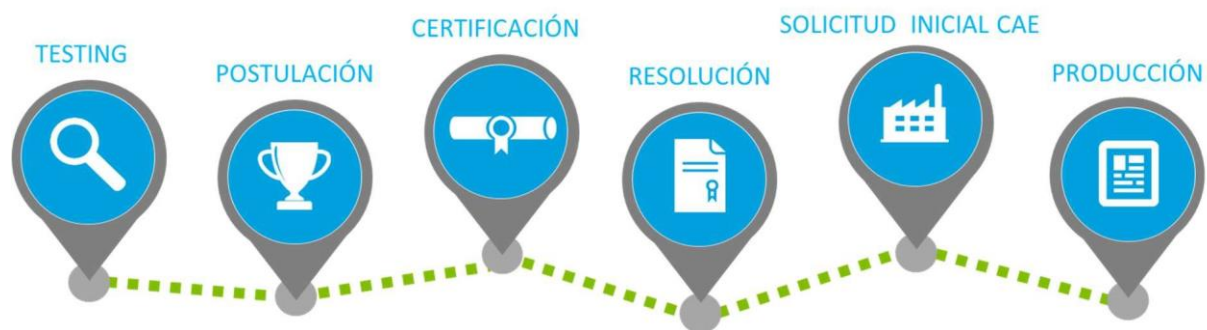 TESTING
POSTULACIÓN
CERTIFICACIÓN
RESOLUCIÓN
SOLICITUD INICIAL CAE
PRODUCCIÓN